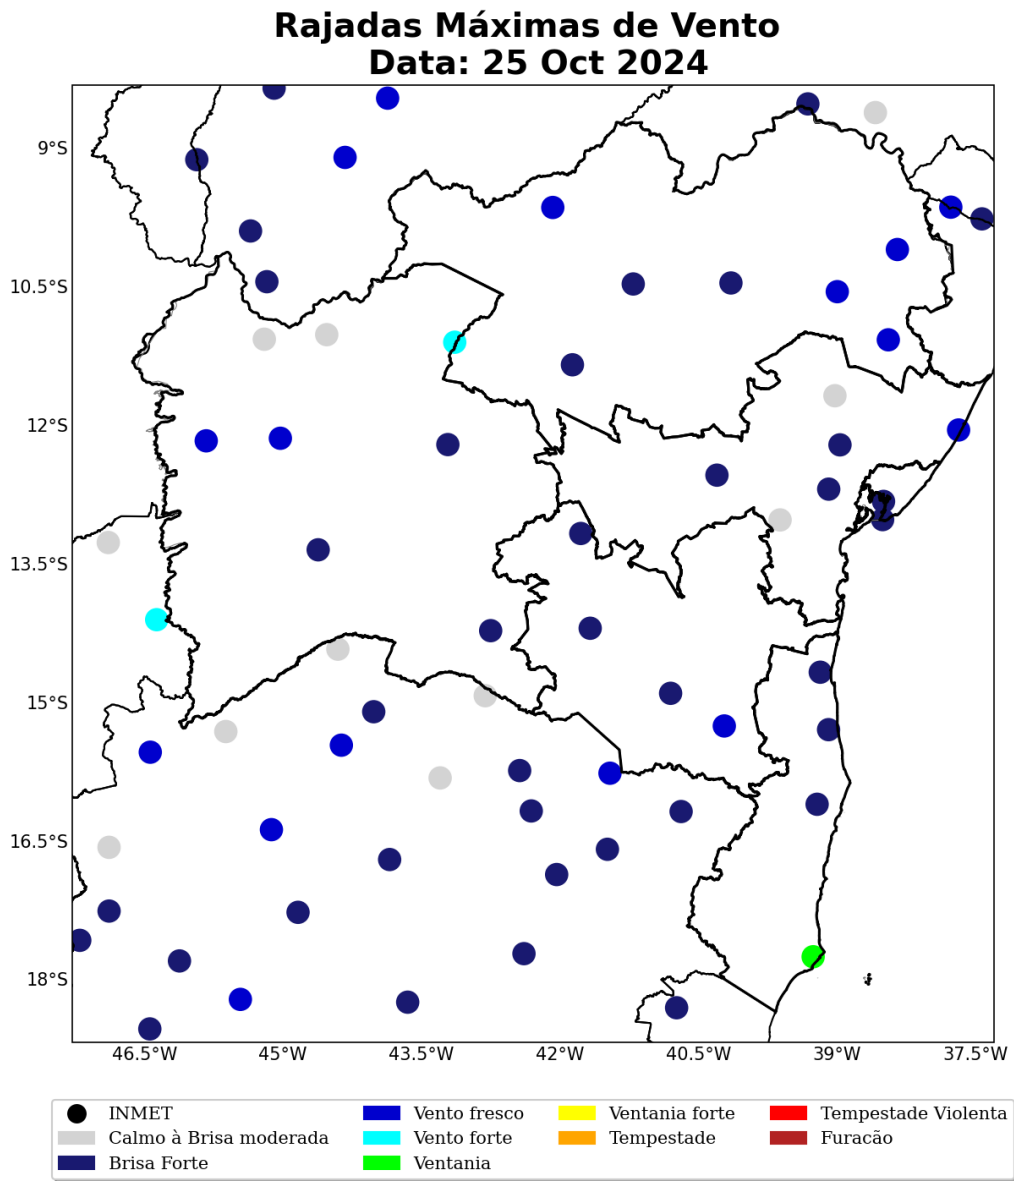 Rajadas Máximas de Vento
Data: 25 Oct 2024
9°S
10.5°S
12°S
13.5°S
15°S
16.5°S
18°S
46.5°W 45°W 43.5°W 42°W 40.5°W 39°W 37.5°W
INMET
Calmo à Brisa moderada
Brisa Forte
Vento fresco
Vento forte
Ventania
Ventania forte
Tempestade
Tempestade Violenta
Furacão